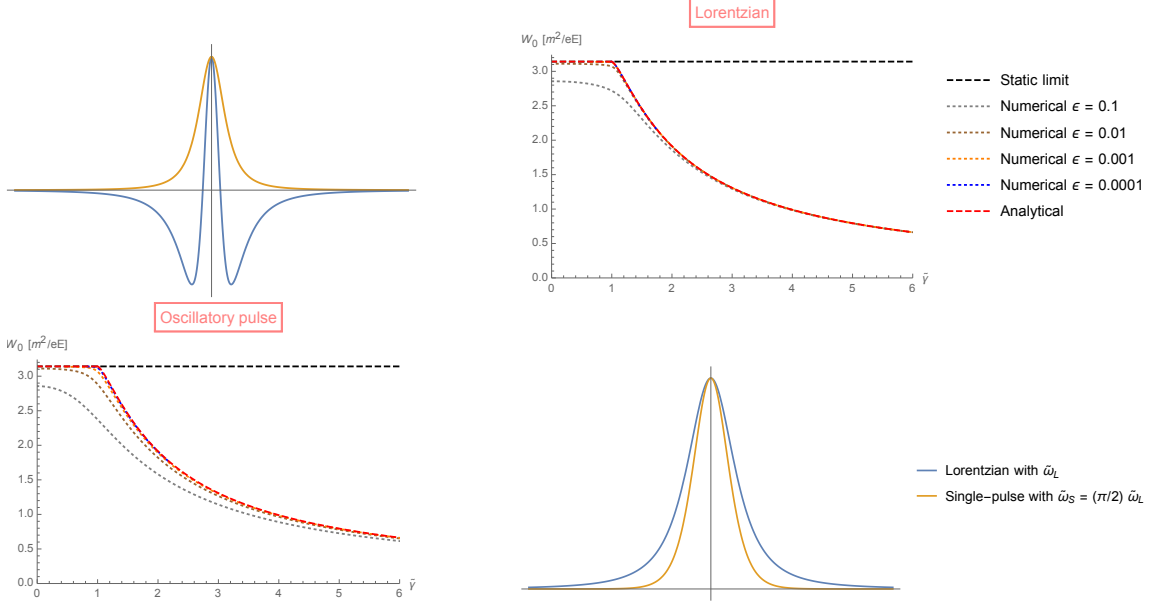 Lorentzian
W₀ [m²/eE]
3.0
2.5
2.0
1.5
1.0
0.5
0.0
0 1 2 3 4 5 6 γ̃
Static limit
Numerical ϵ = 0.1
Numerical ϵ = 0.01
Numerical ϵ = 0.001
Numerical ϵ = 0.0001
Analytical
Oscillatory pulse
W₀ [m²/eE]
3.0
2.5
2.0
1.5
1.0
0.5
0.0
0 1 2 3 4 5 6 γ̃
Lorentzian with ω̃_L
Single-pulse with ω̃_S = (π/2) ω̃_L